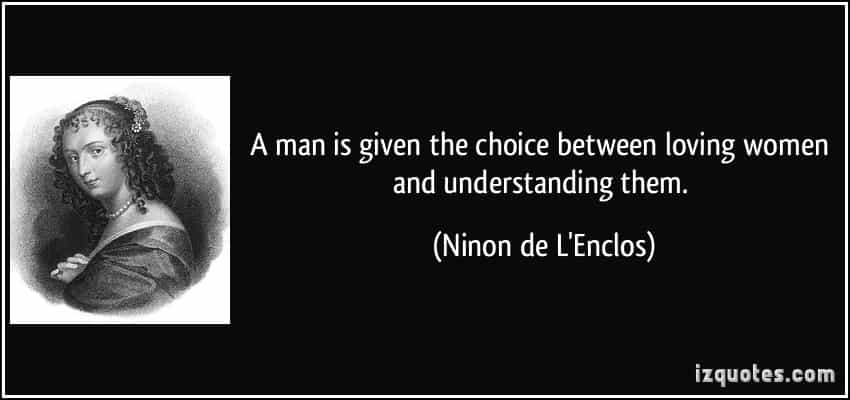 A man is given the choice between loving women
and understanding them.
(Ninon de L'Enclos)
izquotes.com